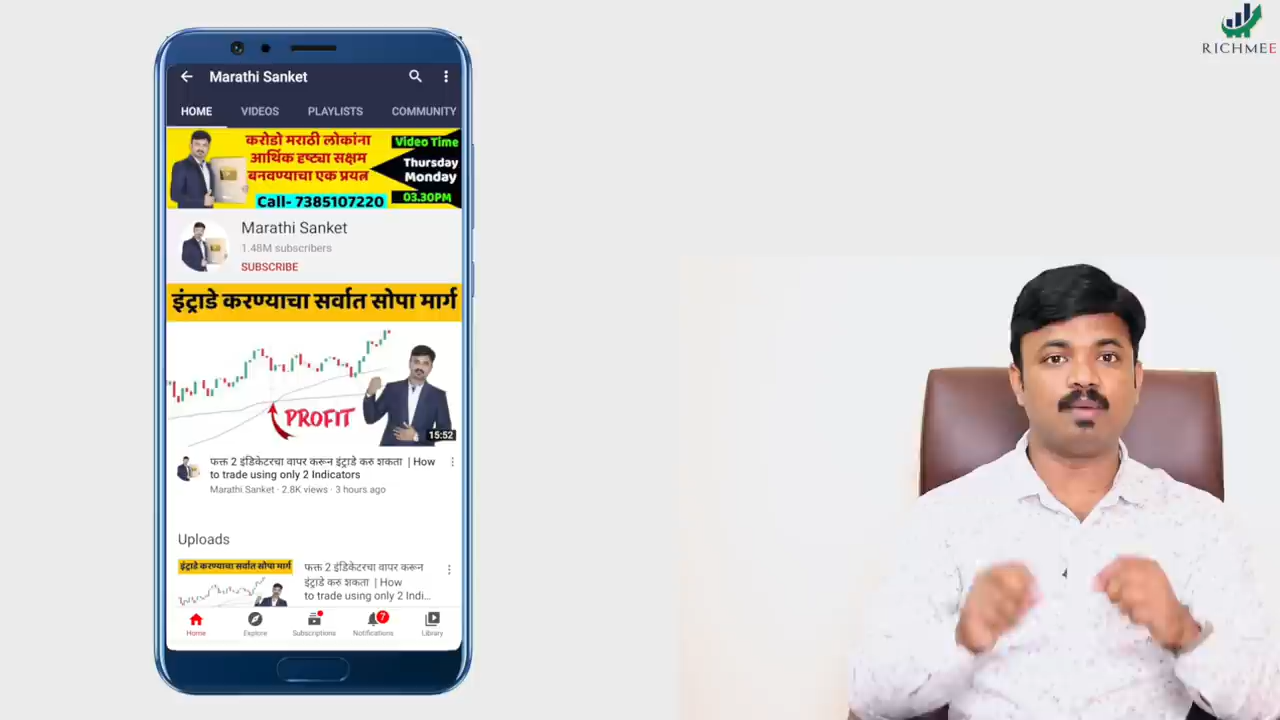 RICHMEE
Marathi Sanket
HOME VIDEOS PLAYLISTS COMMUNITY
करोडो मराठी लोकांना
आर्थिक दृष्ट्या सक्षम
बनवण्याचा एक प्रयत्न
Call- 7385107220
Video Time
Thursday
Monday
03.30PM
Marathi Sanket
1.48M subscribers
SUBSCRIBE
इंट्राडे करण्याचा सर्वात सोपा मार्ग
PROFIT
15:52
फक्त 2 इंडिकेटरचा वापर करून इंट्राडे करु शकता | How
to trade using only 2 Indicators
Marathi Sanket · 2.8K views · 3 hours ago
Uploads
इंट्राडे करण्याचा सर्वात सोपा मार्ग
फक्त 2 इंडिकेटरचा वापर करून
इंट्राडे करु शकता | How
to trade using only 2 Indi...
7
Home Explore Subscriptions Notifications Library